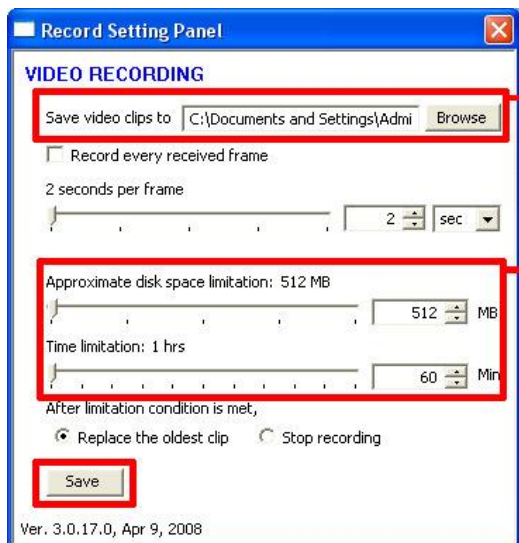 Record Setting Panel
VIDEO RECORDING
Save video clips to C:\Documents and Settings\Admi Browse
Record every received frame
2 seconds per frame
2 sec
Approximate disk space limitation: 512 MB
512 MB
Time limitation: 1 hrs
60 Min
After limitation condition is met,
Replace the oldest clip Stop recording
Save
Ver. 3.0.17.0, Apr 9, 2008